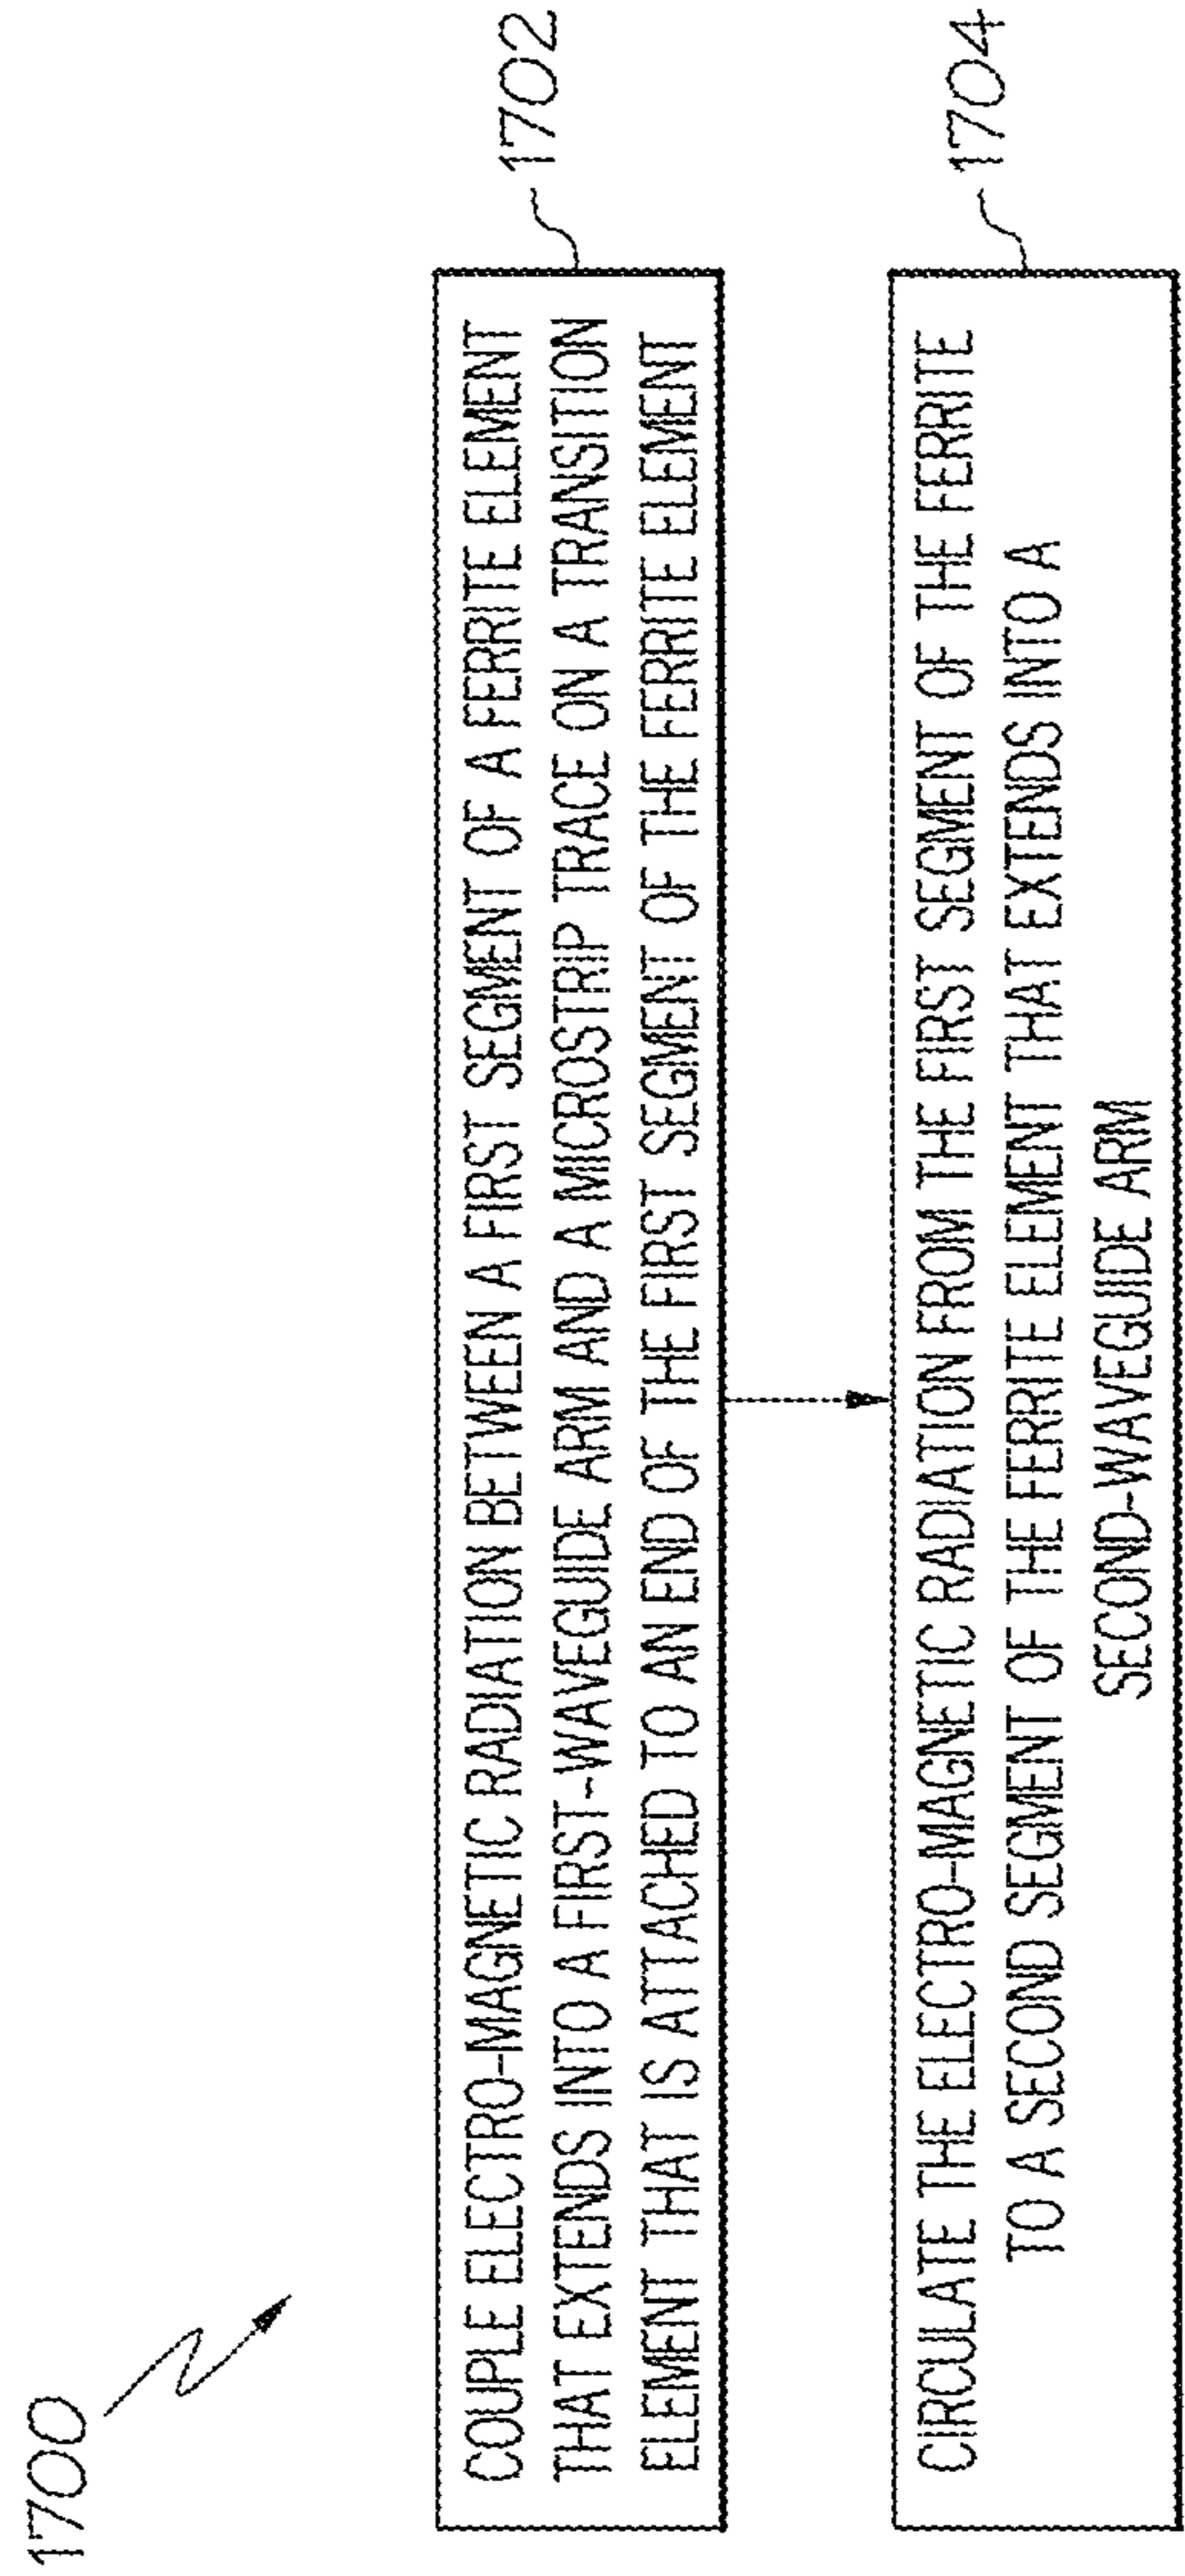 1700
COUPLE ELECTRO-MAGNETIC RADIATION BETWEEN A FIRST SEGMENT OF A FERRITE ELEMENT
THAT EXTENDS INTO A FIRST-WAVEGUIDE ARM AND A MICROSTRIP TRACE ON A TRANSITION
ELEMENT THAT IS ATTACHED TO AN END OF THE FIRST SEGMENT OF THE FERRITE ELEMENT
1702
CIRCULATE THE ELECTRO-MAGNETIC RADIATION FROM THE FIRST SEGMENT OF THE FERRITE
TO A SECOND SEGMENT OF THE FERRITE ELEMENT THAT EXTENDS INTO A
SECOND-WAVEGUIDE ARM
1704